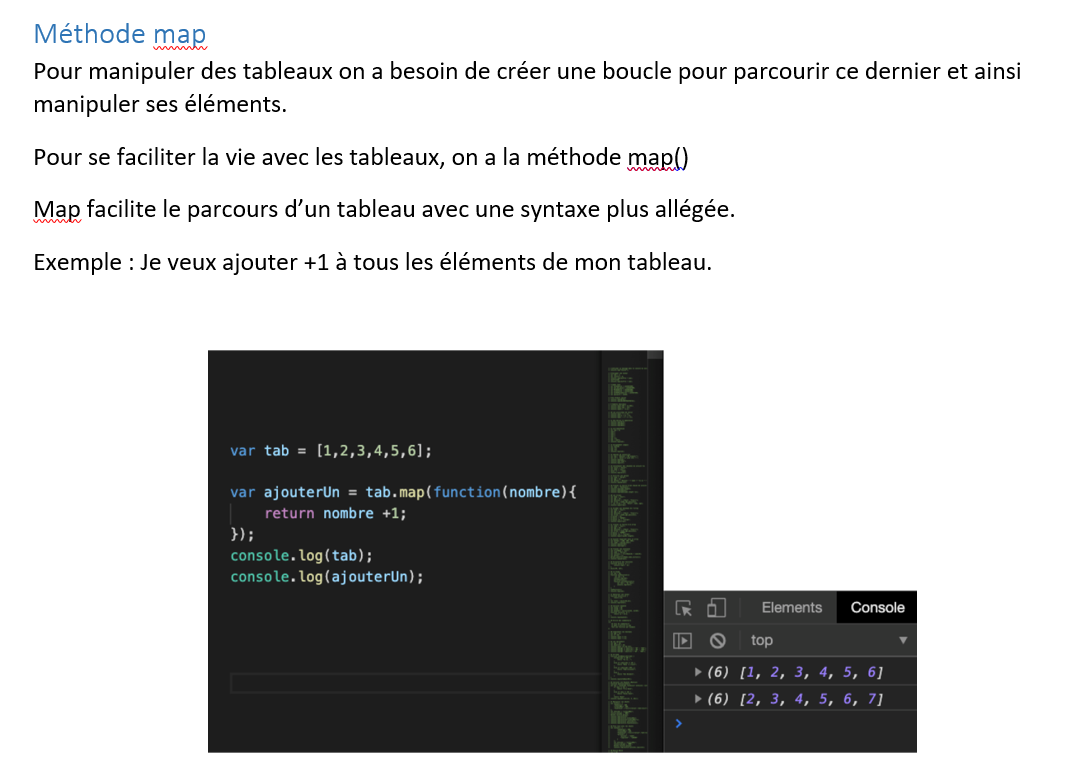 Méthode map
Pour manipuler des tableaux on a besoin de créer une boucle pour parcourir ce dernier et ainsi
manipuler ses éléments.
Pour se faciliter la vie avec les tableaux, on a la méthode map()
Map facilite le parcours d’un tableau avec une syntaxe plus allégée.
Exemple : Je veux ajouter +1 à tous les éléments de mon tableau.
var tab = [1,2,3,4,5,6];
var ajouterUn = tab.map(function(nombre){
return nombre +1;
});
console.log(tab);
console.log(ajouterUn);
Elements Console
top
(6) [1, 2, 3, 4, 5, 6]
(6) [2, 3, 4, 5, 6, 7]